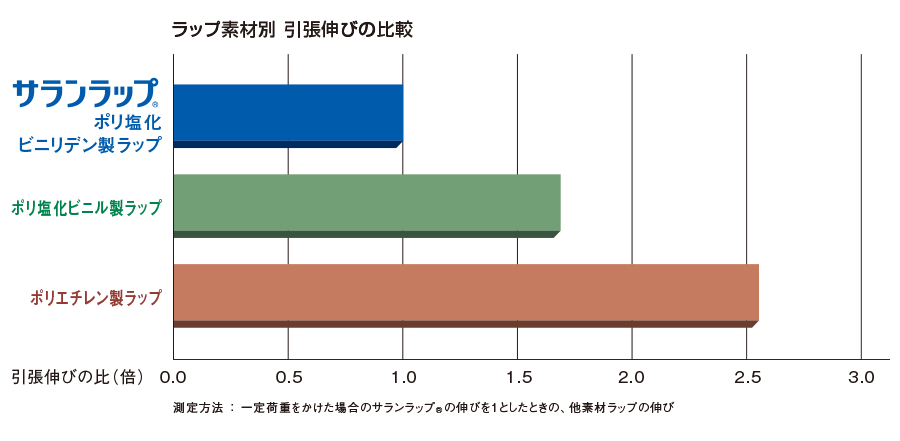 ラップ素材別 引張伸びの比較
サランラップ®
ポリ塩化
ビニリデン製ラップ
ポリ塩化ビニル製ラップ
ポリエチレン製ラップ
引張伸びの比(倍) 0.0 0.5 1.0 1.5 2.0 2.5 3.0
測定方法 : 一定荷重をかけた場合のサランラップ®の伸びを1としたときの、他素材ラップの伸び